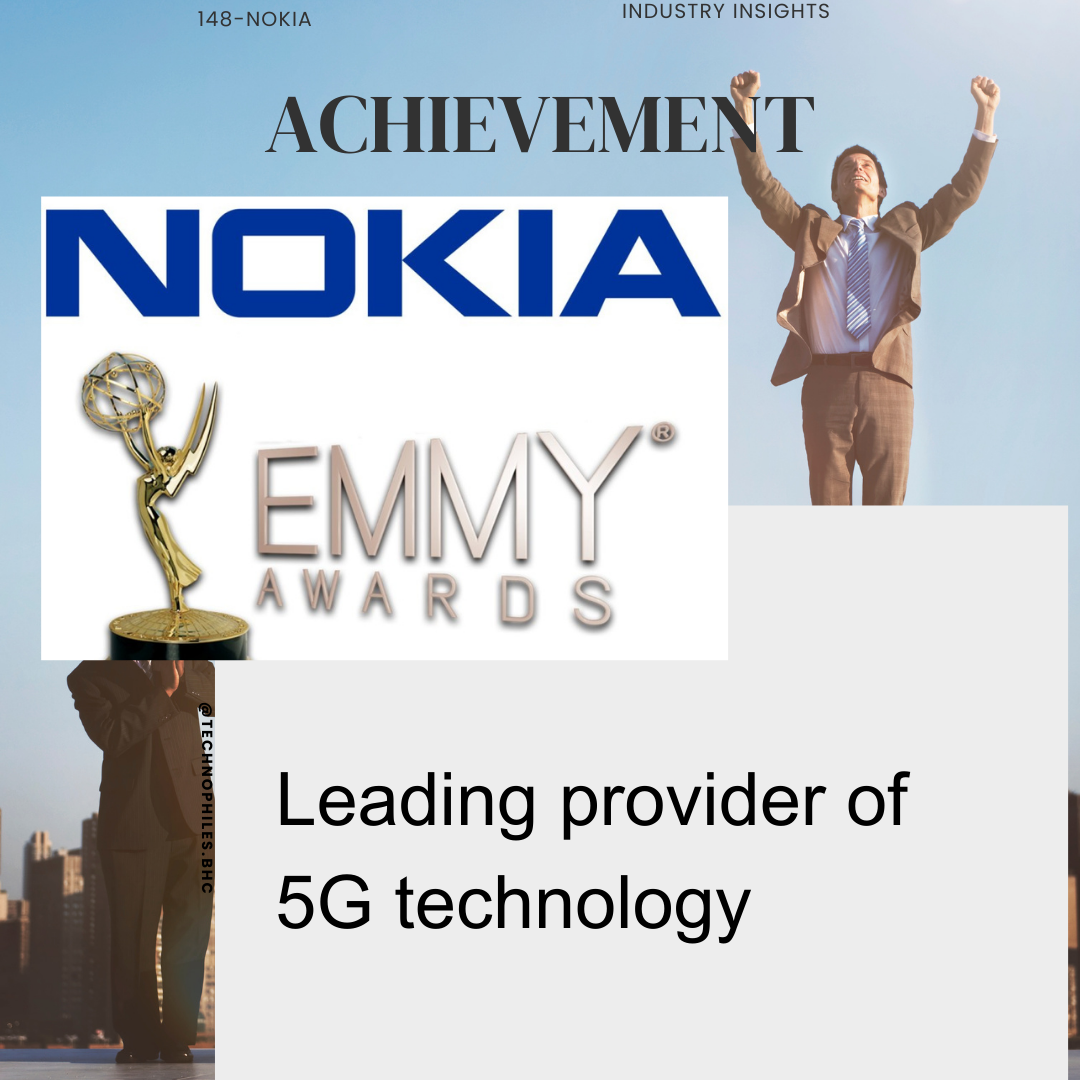 148-NOKIA
INDUSTRY INSIGHTS
ACHIEVEMENT
NOKIA
EMMY®
AWARDS
@TECHNOPHILES.BHC
Leading provider of
5G technology